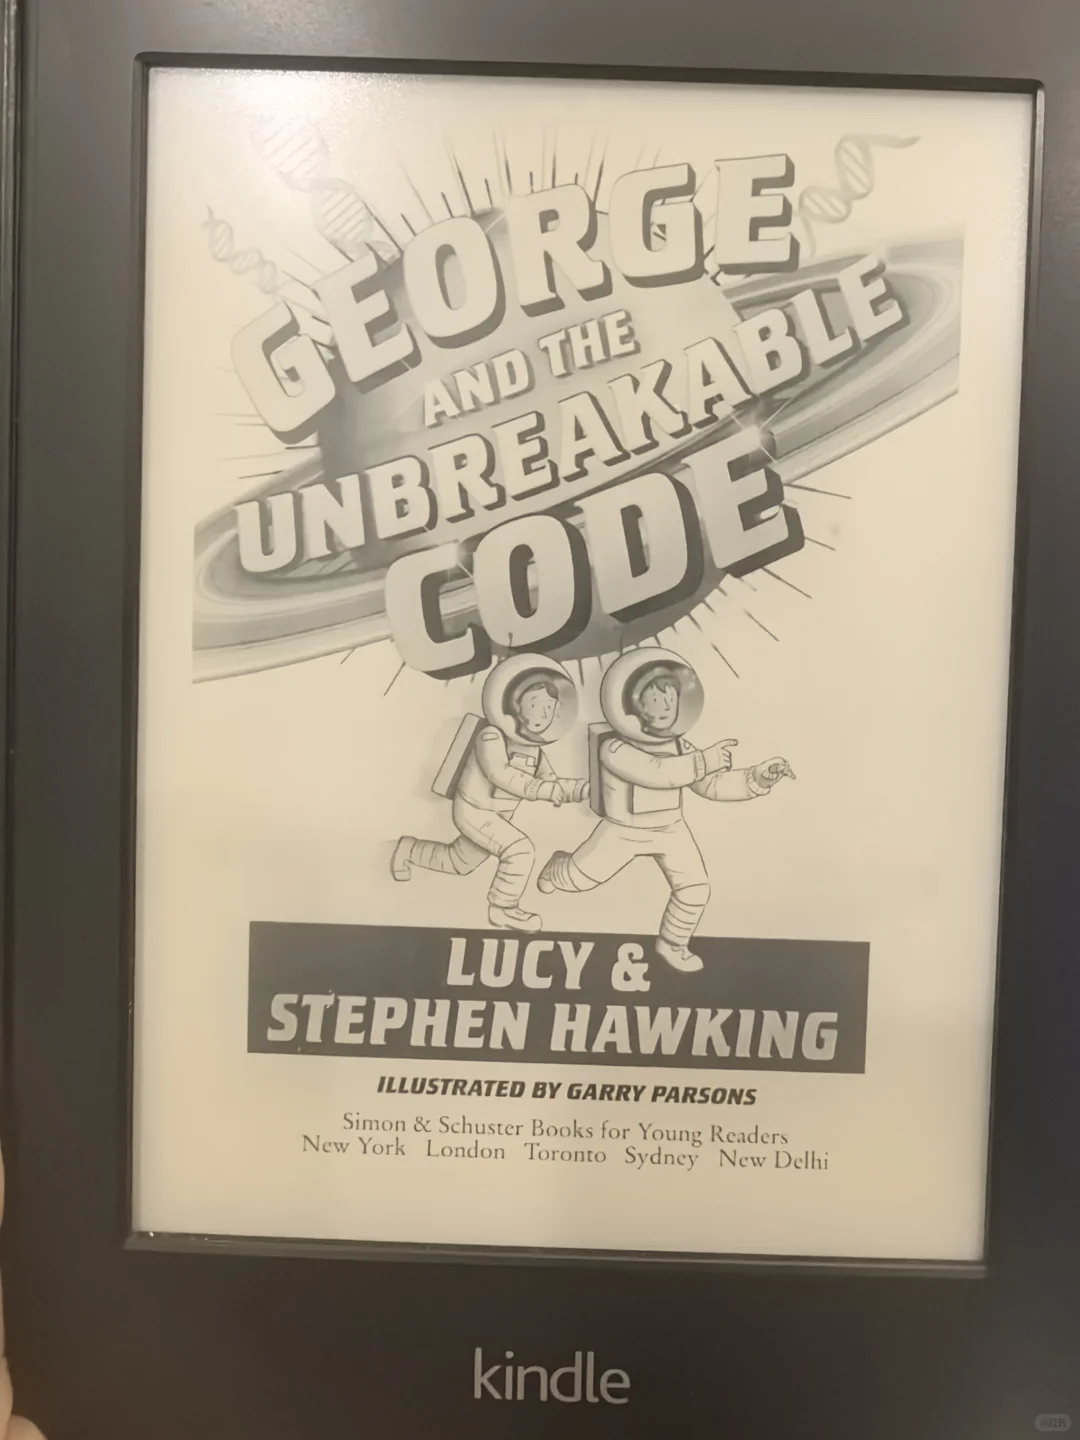 GEORGE
AND THE
UNBREAKABLE
CODE
LUCY &
STEPHEN HAWKING
ILLUSTRATED BY GARRY PARSONS
Simon & Schuster Books for Young Readers
New York London Toronto Sydney New Delhi
kindle